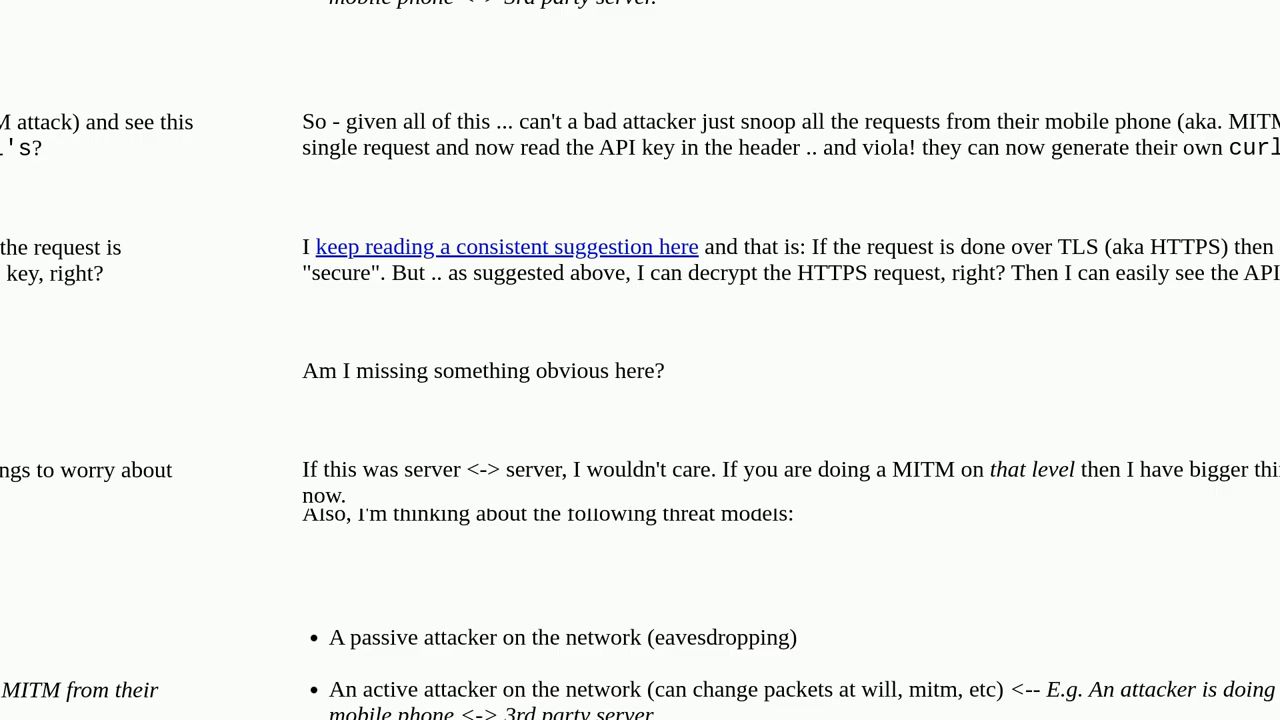 mobile phone <-> 3rd party server.
M attack) and see this
l's?
So - given all of this ... can't a bad attacker just snoop all the requests from their mobile phone (aka. MITM
single request and now read the API key in the header .. and viola! they can now generate their own curl
the request is
key, right?
I keep reading a consistent suggestion here and that is: If the request is done over TLS (aka HTTPS) then
"secure". But .. as suggested above, I can decrypt the HTTPS request, right? Then I can easily see the API
Am I missing something obvious here?
ngs to worry about
If this was server <-> server, I wouldn't care. If you are doing a MITM on that level then I have bigger thi
now.
Also, I'm thinking about the following threat models:
• A passive attacker on the network (eavesdropping)
MITM from their
• An active attacker on the network (can change packets at will, mitm, etc) <-- E.g. An attacker is doing
mobile phone <-> 3rd party server